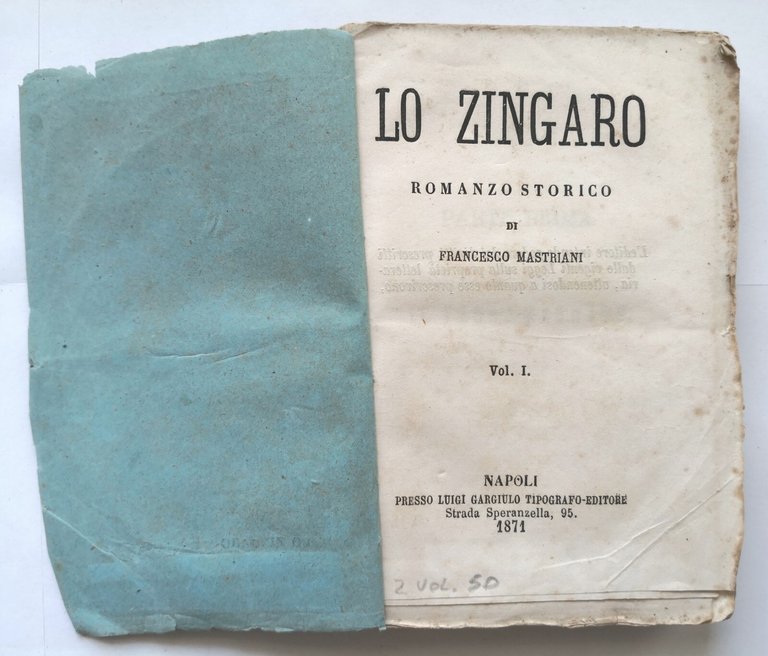 LO ZINGARO
ROMANZO STORICO
DI
FRANCESCO MASTRIANI
Vol. I.
NAPOLI
PRESSO LUIGI GARGIULO TIPOGRAFO-EDITORE
Strada Speranzella, 95.
1871
2 VOL. 50